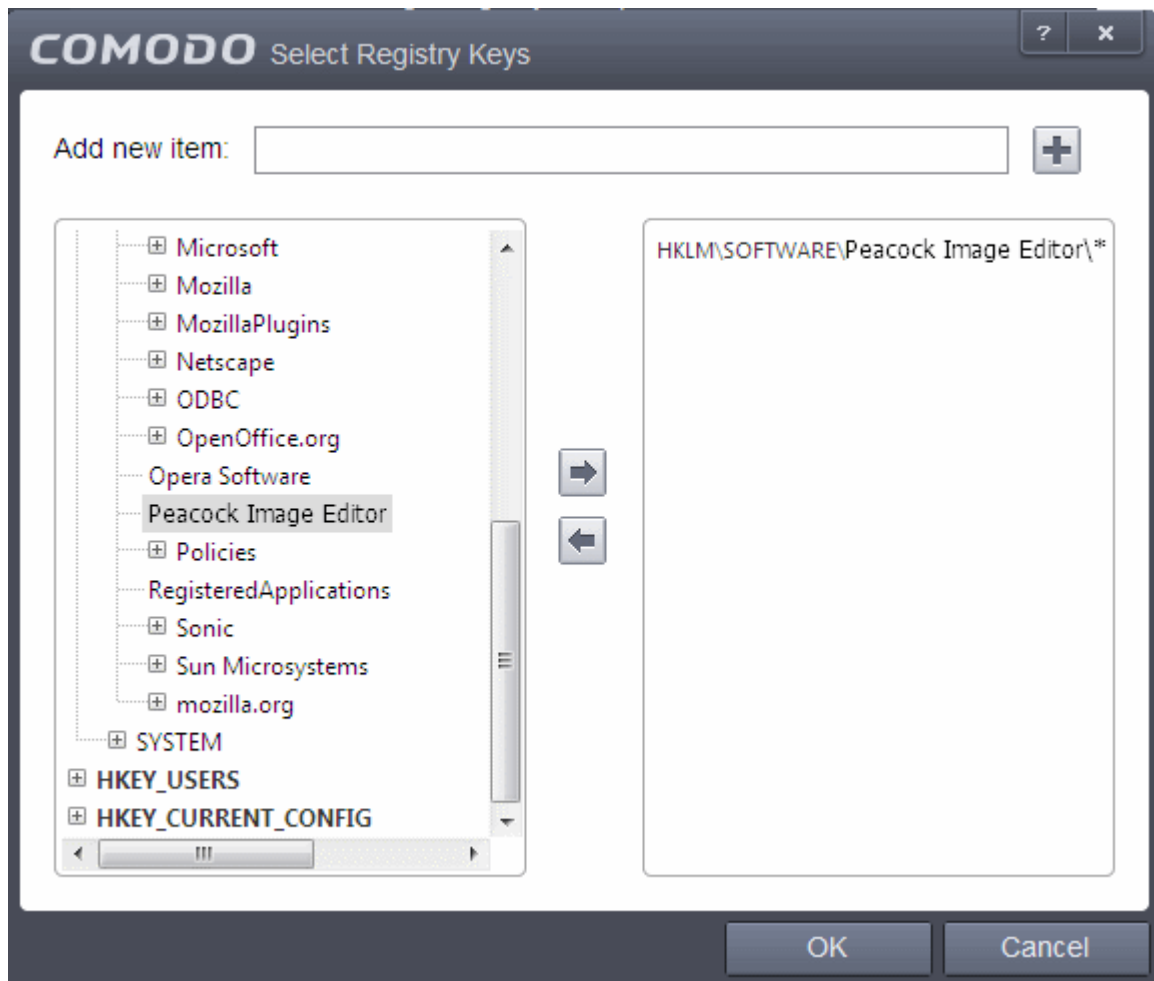 COMODO Select Registry Keys
? x
Add new item:
Microsoft
Mozilla
MozillaPlugins
Netscape
ODBC
OpenOffice.org
Opera Software
Peacock Image Editor
Policies
RegisteredApplications
Sonic
Sun Microsystems
mozilla.org
SYSTEM
HKEY_USERS
HKEY_CURRENT_CONFIG
HKLM\SOFTWARE\Peacock Image Editor\*
OK Cancel